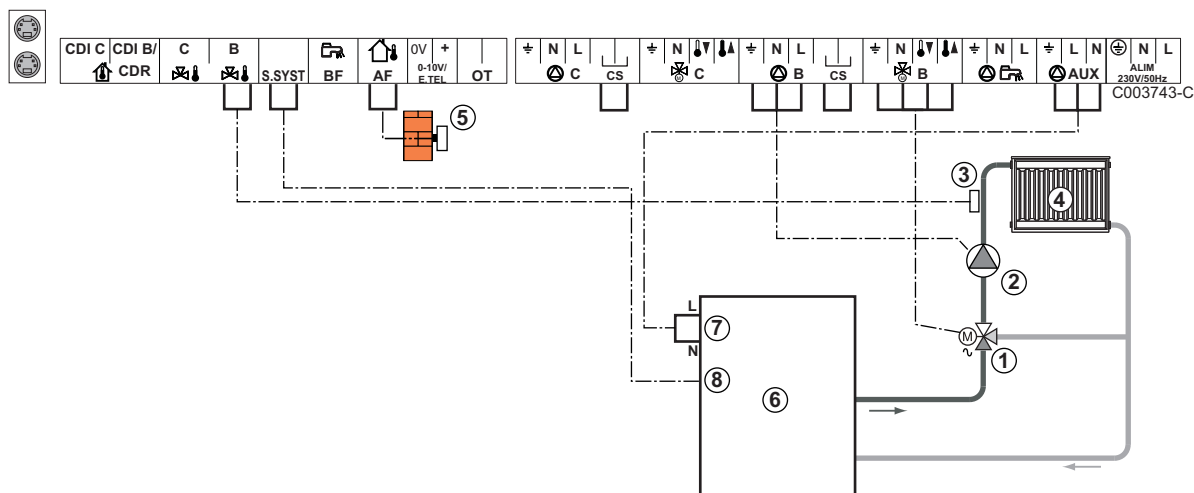 CDI C CDI B/ C B 0V + N L N N L N N L L N N L
CDR S.SYST BF AF 0-10V/ E.TEL OT C CS M C B CS M B AUX ALIM 230V/50Hz
C003743-C
5
3
4
2
L
7
M
1
N
8
6